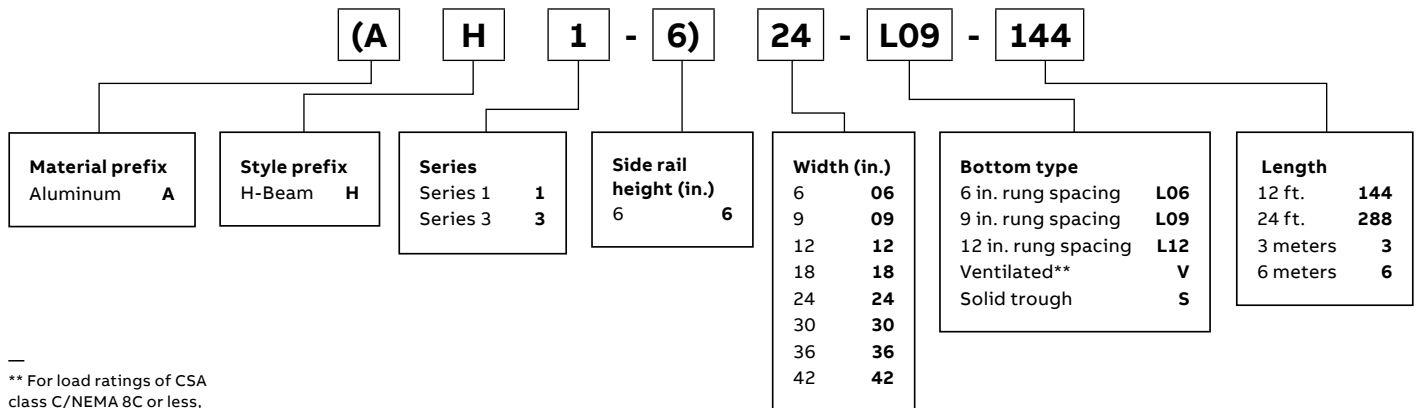 (A H 1 - 6) 24 - L09 - 144
Material prefix
Aluminum A
Style prefix
H-Beam H
Series
Series 1 1
Series 3 3
Side rail
height (in.)
6 6
Width (in.)
6 06
9 09
12 12
18 18
24 24
30 30
36 36
42 42
Bottom type
6 in. rung spacing L06
9 in. rung spacing L09
12 in. rung spacing L12
Ventilated** V
Solid trough S
Length
12 ft. 144
24 ft. 288
3 meters 3
6 meters 6
—
** For load ratings of CSA
class C/NEMA 8C or less,